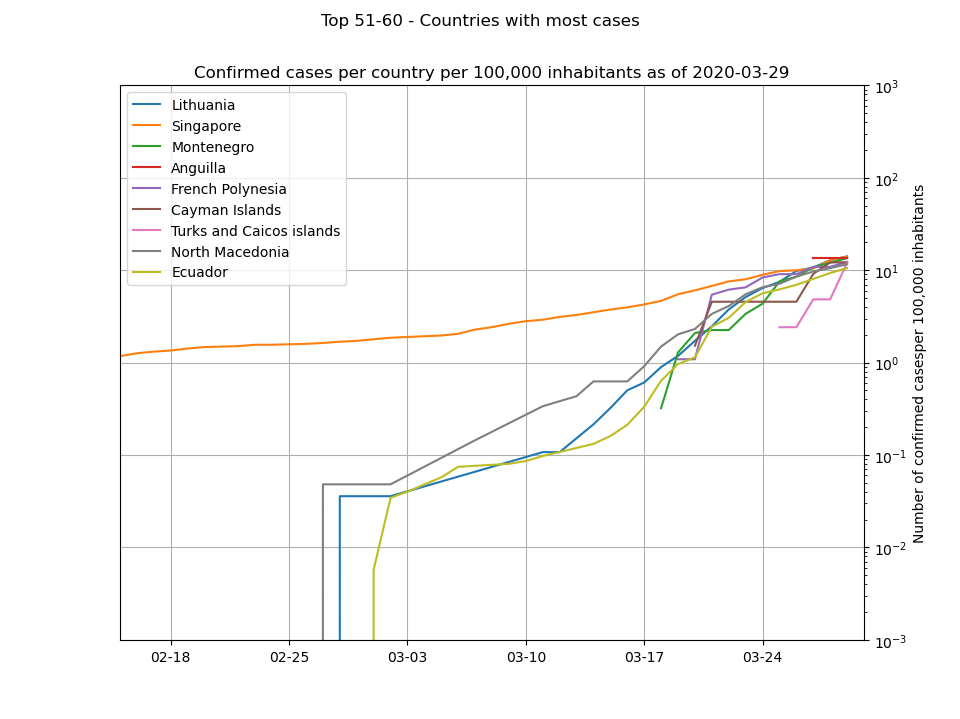 Top 51-60 - Countries with most cases
Confirmed cases per country per 100,000 inhabitants as of 2020-03-29
Lithuania
Singapore
Montenegro
Anguilla
French Polynesia
Cayman Islands
Turks and Caicos islands
North Macedonia
Ecuador
10³
10²
10¹
10⁰
10⁻¹
10⁻²
10⁻³
Number of confirmed casesper 100,000 inhabitants
02-18 02-25 03-03 03-10 03-17 03-24